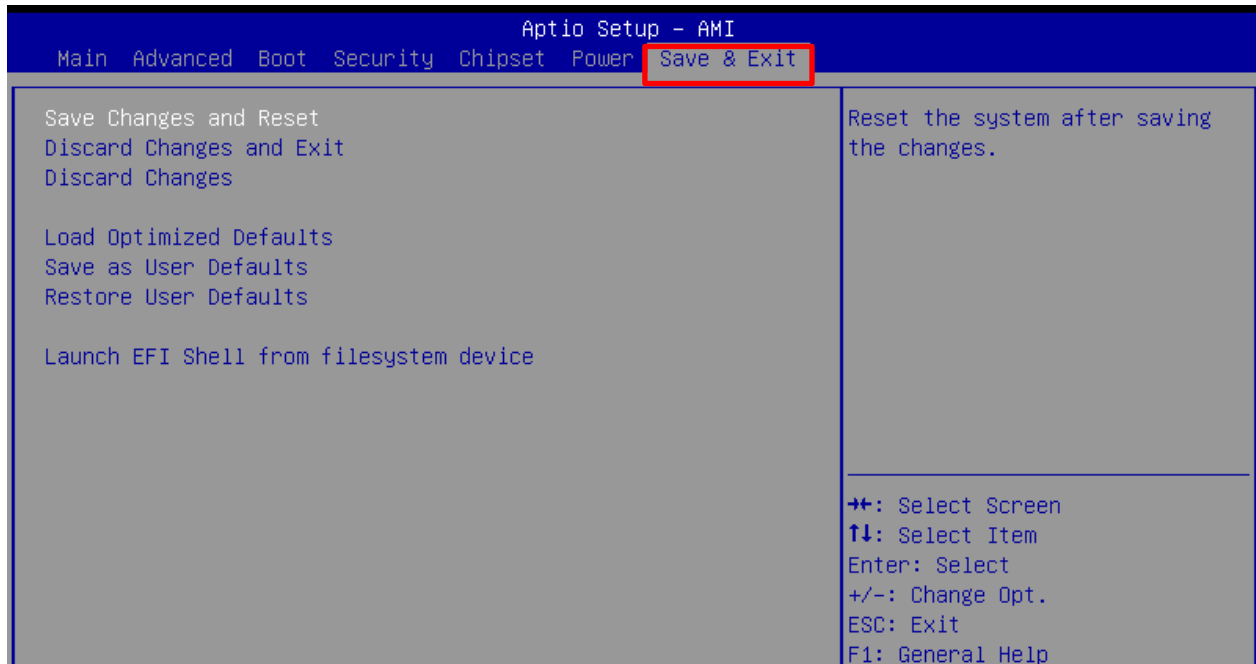 Aptio Setup – AMI
Main Advanced Boot Security Chipset Power Save & Exit
Save Changes and Reset
Discard Changes and Exit
Discard Changes
Load Optimized Defaults
Save as User Defaults
Restore User Defaults
Launch EFI Shell from filesystem device
Reset the system after saving
the changes.
→←: Select Screen
↑↓: Select Item
Enter: Select
+/-: Change Opt.
ESC: Exit
F1: General Help